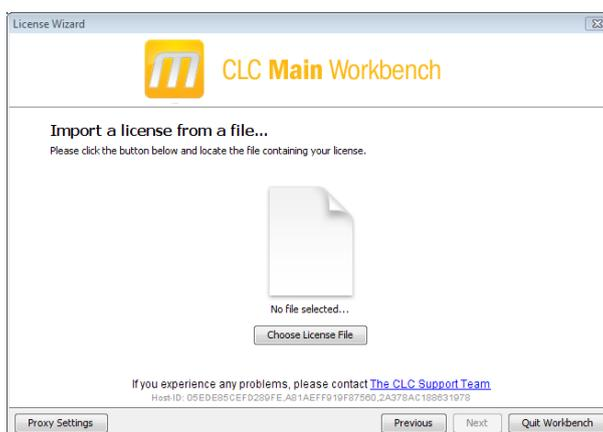 License Wizard
CLC Main Workbench
Import a license from a file...
Please click the button below and locate the file containing your license.
No file selected...
Choose License File
If you experience any problems, please contact The CLC Support Team
Host-ID: 05EDE85CEFD289FE,A81AEFF919F87560,2A378AC188631978
Proxy Settings Previous Next Quit Workbench